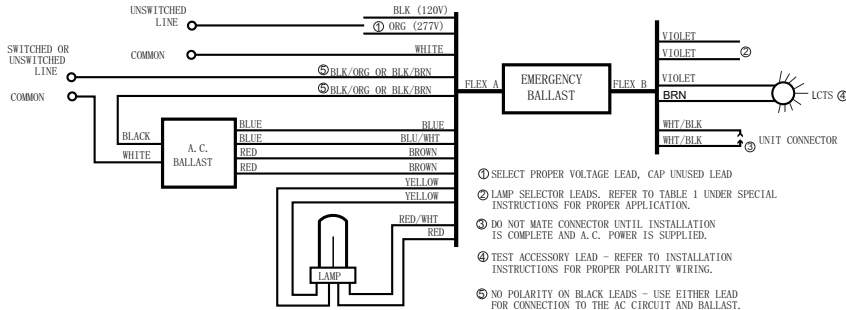 UNSWITCHED
LINE
BLK (120V)
① ORG (277V)
COMMON
WHITE
SWITCHED OR
UNSWITCHED
LINE
⑤BLK/ORG OR BLK/BRN
COMMON
⑤BLK/ORG OR BLK/BRN
BLACK
WHITE
A.C.
BALLAST
BLUE
BLUE
RED
RED
BLUE
BLU/WHT
BROWN
BROWN
YELLOW
YELLOW
RED/WHT
RED
LAMP
FLEX A
EMERGENCY
BALLAST
FLEX B
VIOLET
VIOLET
②
VIOLET
BRN
LCTS ④
WHT/BLK
WHT/BLK
UNIT CONNECTOR
③
① SELECT PROPER VOLTAGE LEAD, CAP UNUSED LEAD
② LAMP SELECTOR LEADS. REFER TO TABLE 1 UNDER SPECIAL
INSTRUCTIONS FOR PROPER APPLICATION.
③ DO NOT MATE CONNECTOR UNTIL INSTALLATION
IS COMPLETE AND A.C. POWER IS SUPPLIED.
④ TEST ACCESSORY LEAD - REFER TO INSTALLATION
INSTRUCTIONS FOR PROPER POLARITY WIRING.
⑤ NO POLARITY ON BLACK LEADS - USE EITHER LEAD
FOR CONNECTION TO THE AC CIRCUIT AND BALLAST.